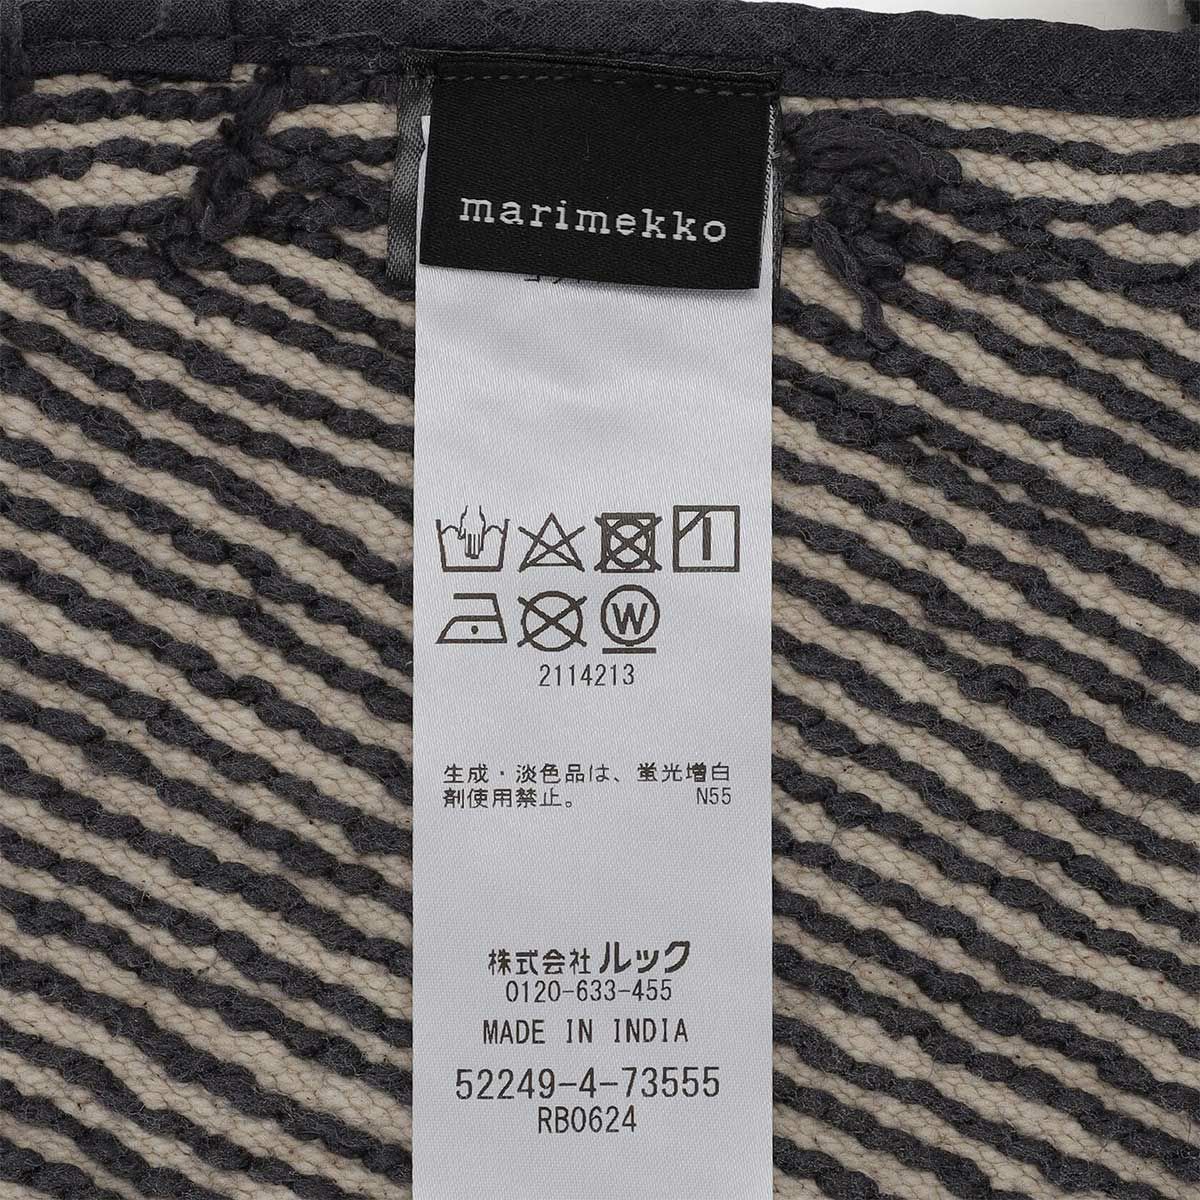 marimekko
W
2114213
生成・淡色品は、蛍光増白
剤使用禁止。 N55
株式会社 ルック
0120-633-455
MADE IN INDIA
52249-4-73555
RB0624